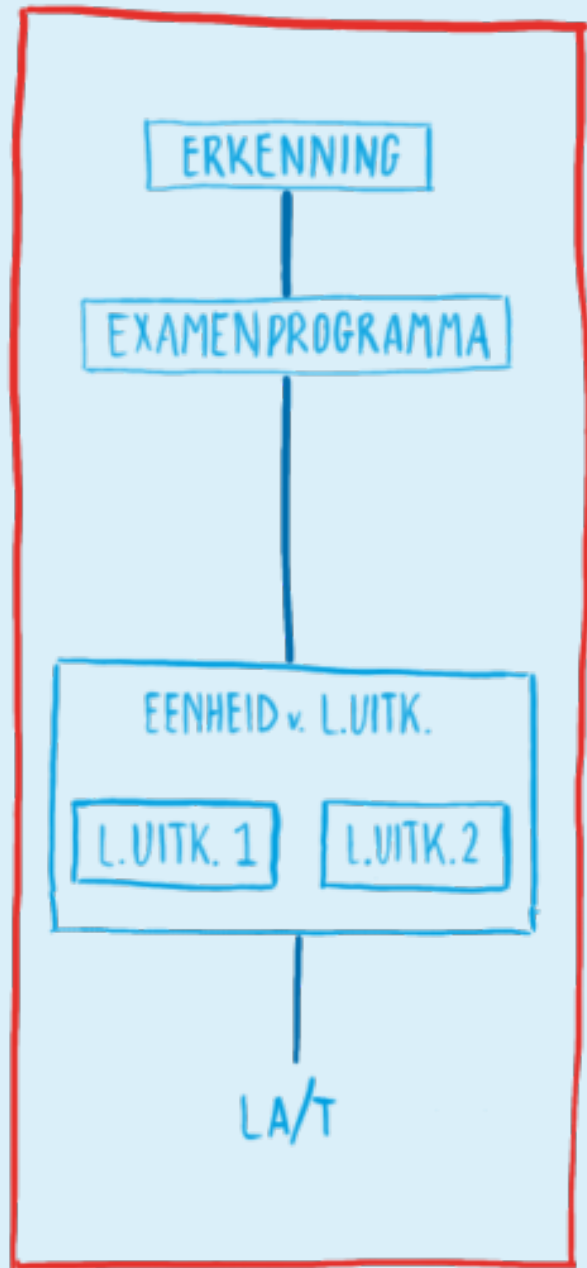 ERKENNING
EXAMENPROGRAMMA
EENHEID v. L.UITK.
L.UITK. 1
L.UITK. 2
LA/T